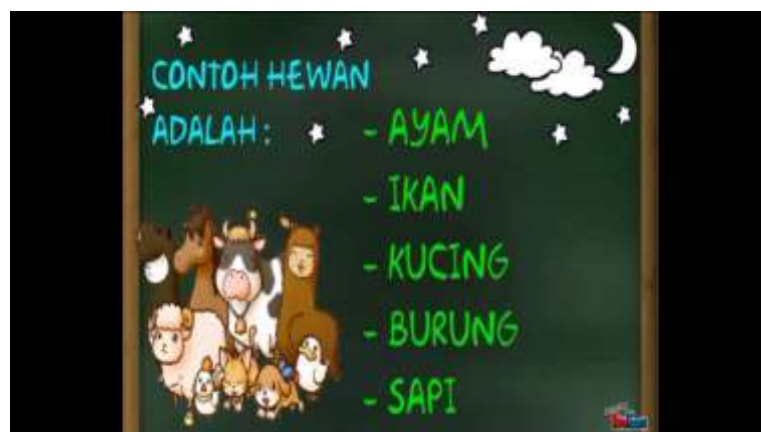 CONTOH HEWAN
ADALAH :
- AYAM
- IKAN
- KUCING
- BURUNG
- SAPI